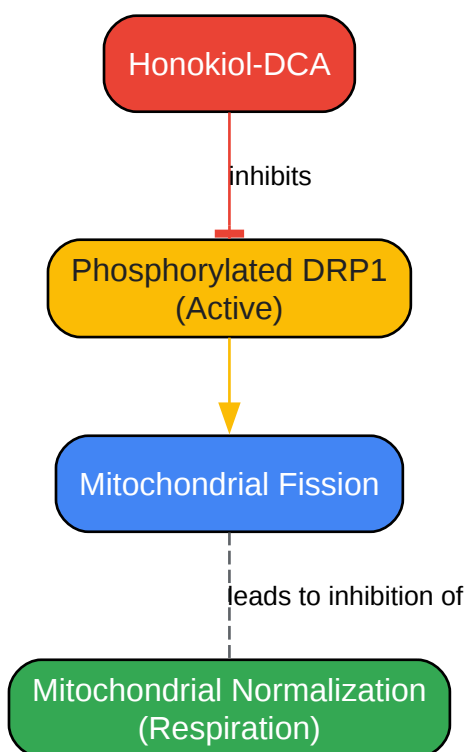 Honokiol-DCA
inhibits
Phosphorylated DRP1
(Active)
Mitochondrial Fission
leads to inhibition of
Mitochondrial Normalization
(Respiration)